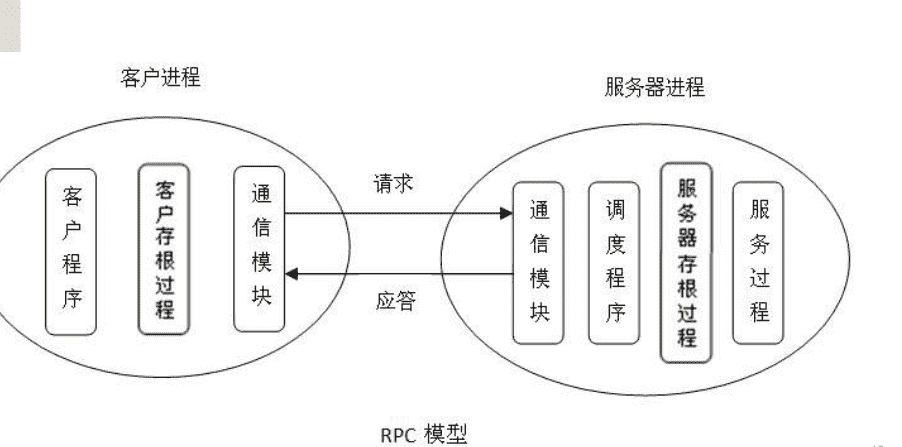 客户进程
服务器进程
客户程序
客户存根过程
通信模块
请求
应答
通信模块
调度程序
服务器存根过程
服务过程
RPC 模型